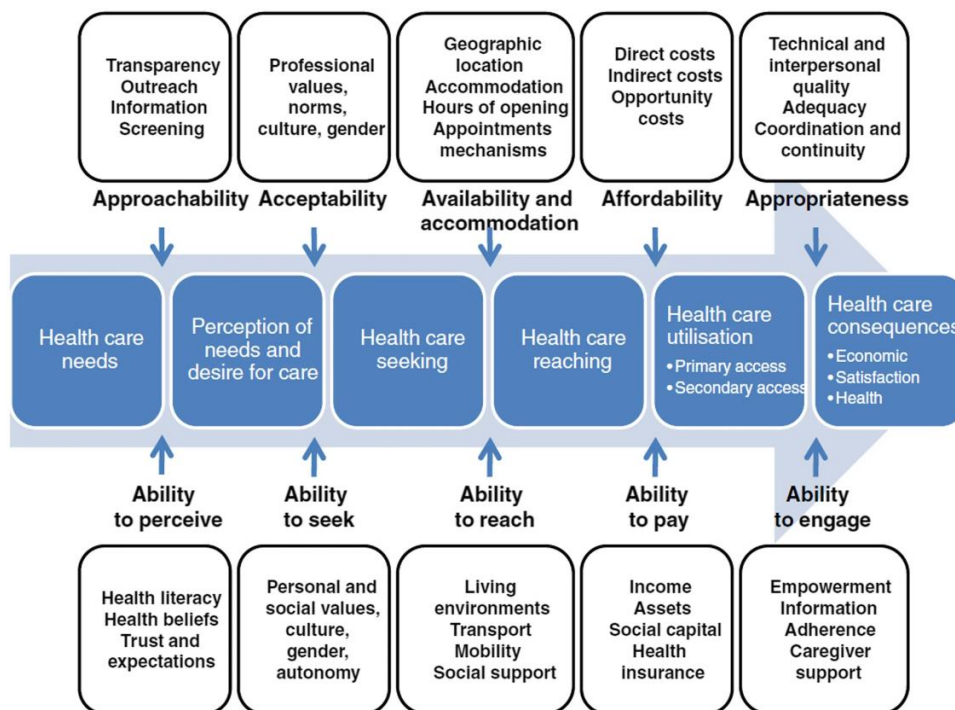 Transparency
Outreach
Information
Screening
Professional
values,
norms,
culture, gender
Geographic
location
Accommodation
Hours of opening
Appointments
mechanisms
Direct costs
Indirect costs
Opportunity
costs
Technical and
interpersonal
quality
Adequacy
Coordination and
continuity
Approachability
Acceptability
Availability and
accommodation
Affordability
Appropriateness
Health care
needs
Perception of
needs and
desire for care
Health care
seeking
Health care
reaching
Health care
utilisation
• Primary access
• Secondary access
Health care
consequences
• Economic
• Satisfaction
• Health
Ability
to perceive
Ability
to seek
Ability
to reach
Ability
to pay
Ability
to engage
Health literacy
Health beliefs
Trust and
expectations
Personal and
social values,
culture,
gender,
autonomy
Living
environments
Transport
Mobility
Social support
Income
Assets
Social capital
Health
insurance
Empowerment
Information
Adherence
Caregiver
support